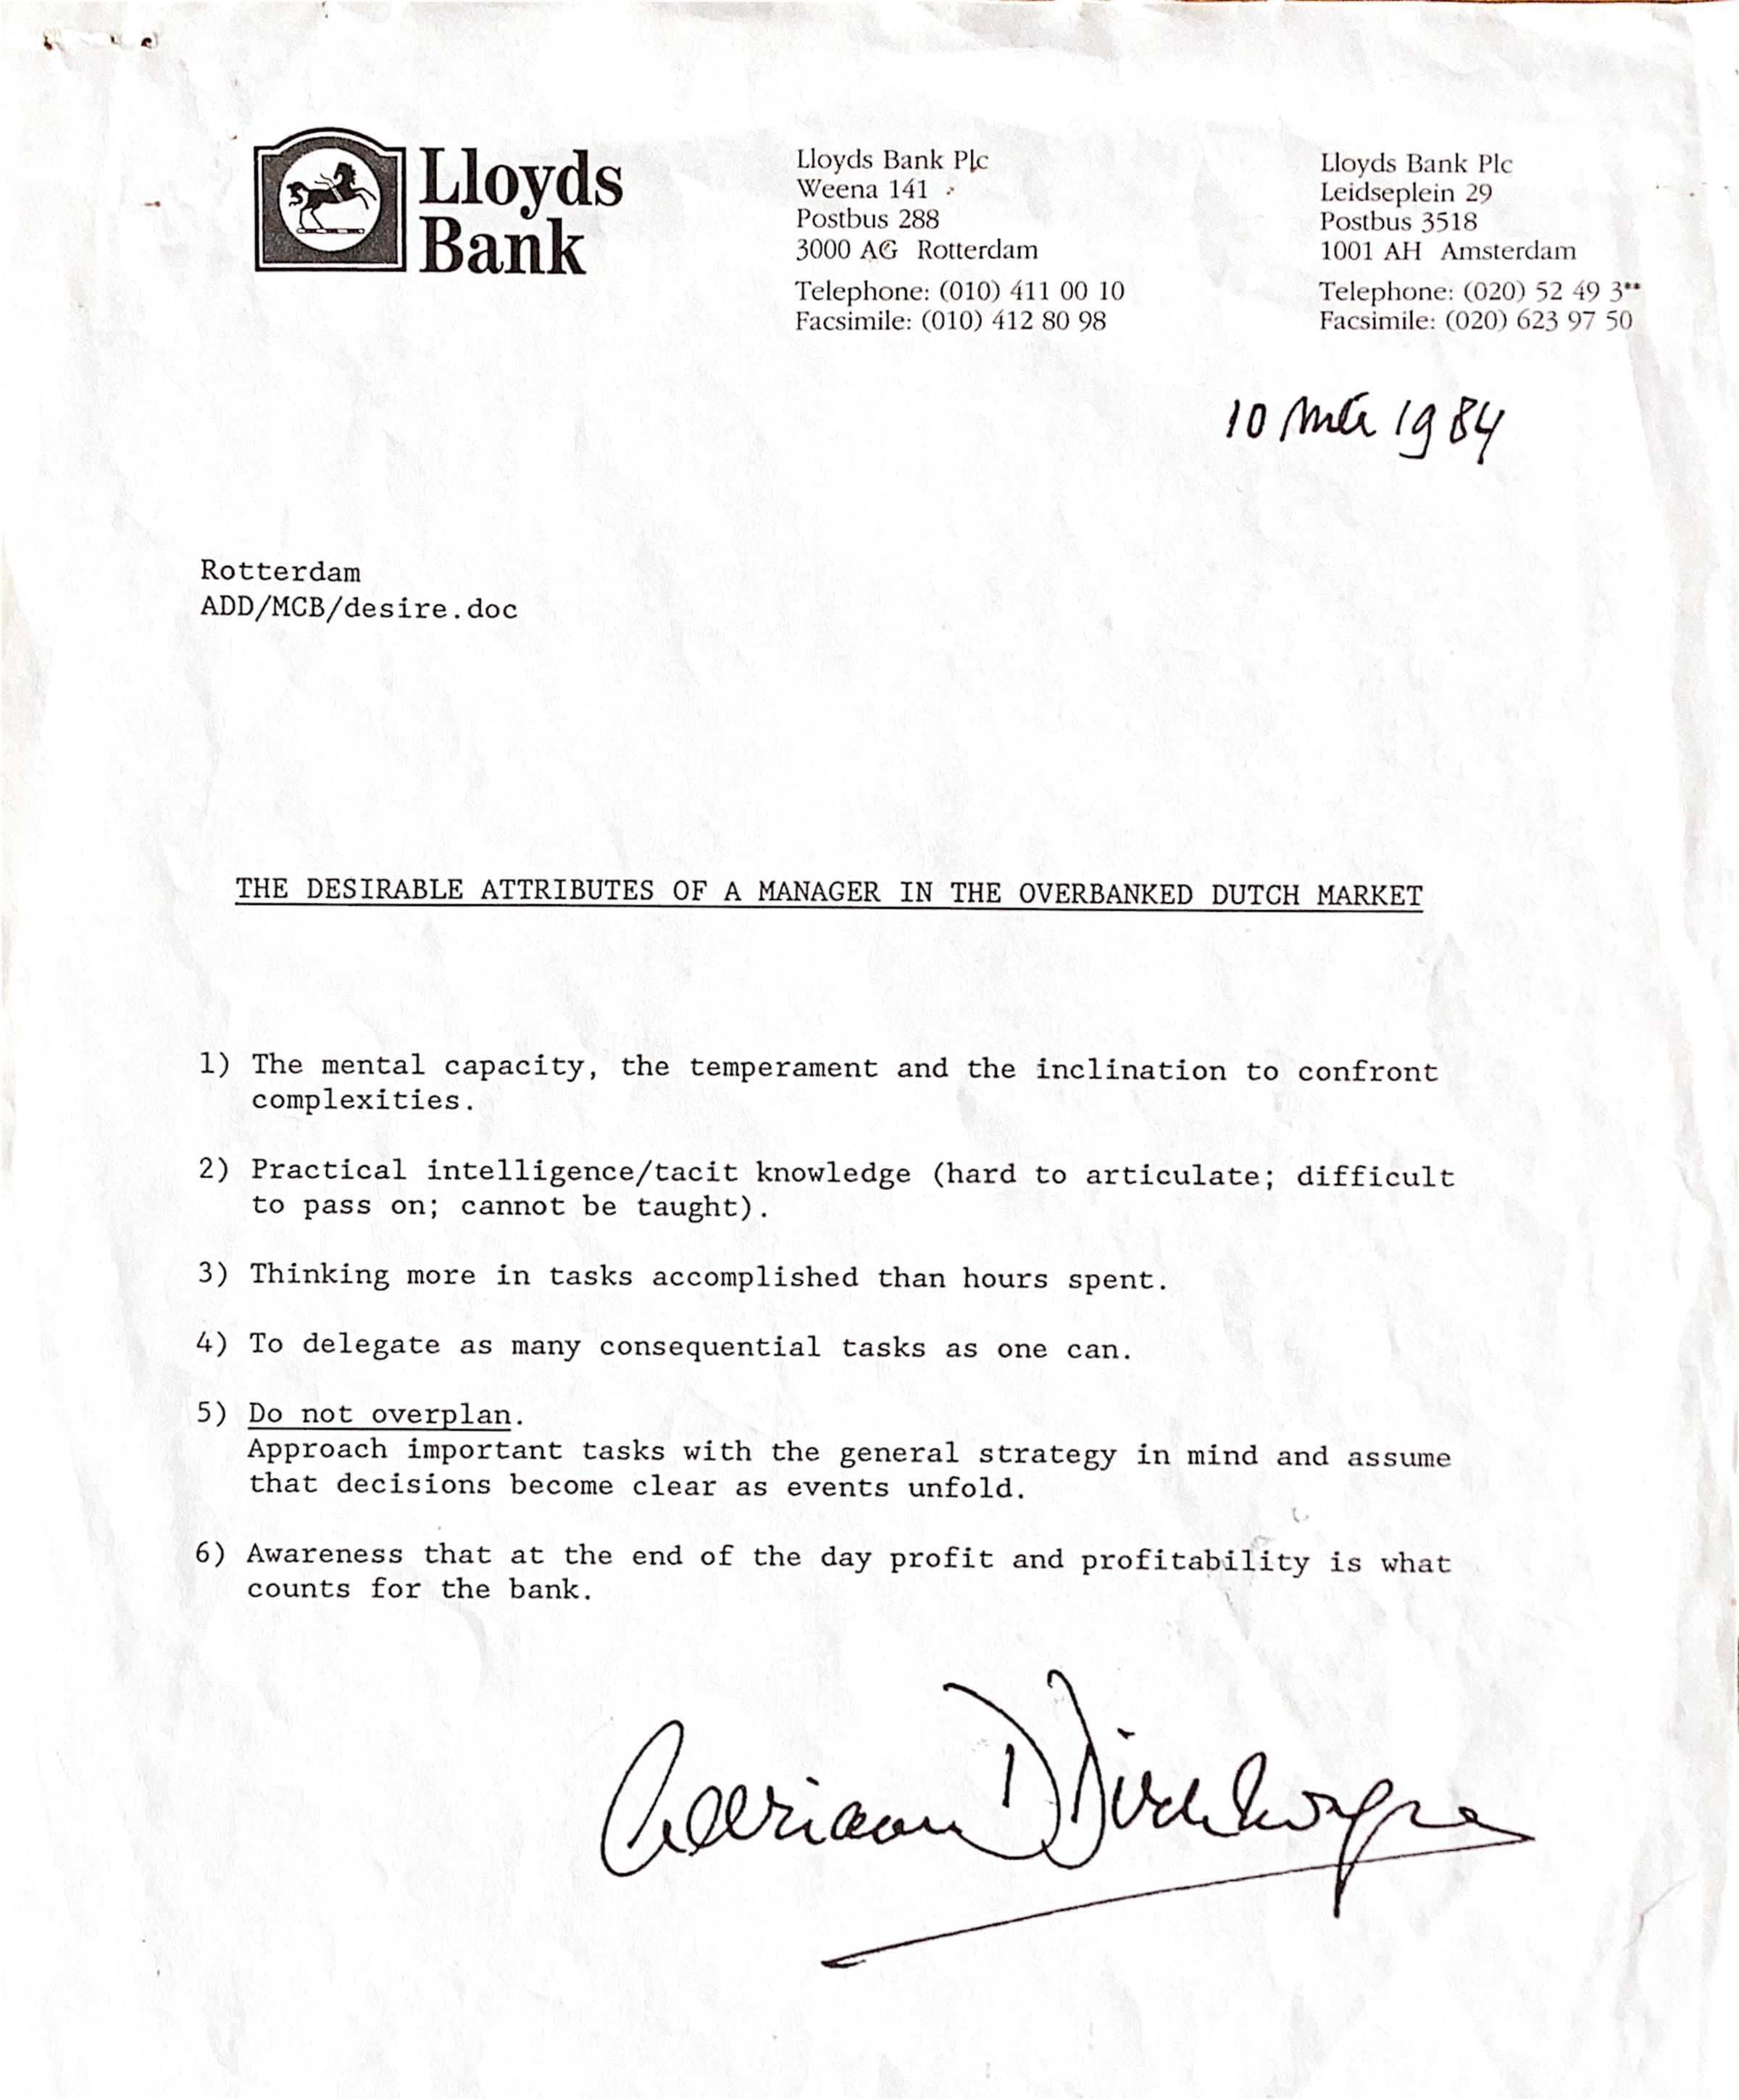 Lloyds
Bank
Lloyds Bank Plc
Weena 141
Postbus 288
3000 AG Rotterdam
Telephone: (010) 411 00 10
Facsimile: (010) 412 80 98
Lloyds Bank Plc
Leidseplein 29
Postbus 3518
1001 AH Amsterdam
Telephone: (020) 52 49 3**
Facsimile: (020) 623 97 50
10 1984
Rotterdam
ADD/MCB/desire.doc
THE DESIRABLE ATTRIBUTES OF A MANAGER IN THE OVERBANKED DUTCH MARKET
1) The mental capacity, the temperament and the inclination to confront
complexities.
2) Practical intelligence/tacit knowledge (hard to articulate; difficult
to pass on; cannot be taught).
3) Thinking more in tasks accomplished than hours spent.
4) To delegate as many consequential tasks as one can.
5) Do not overplan.
Approach important tasks with the general strategy in mind and assume
that decisions become clear as events unfold.
6) Awareness that at the end of the day profit and profitability is what
counts for the bank.